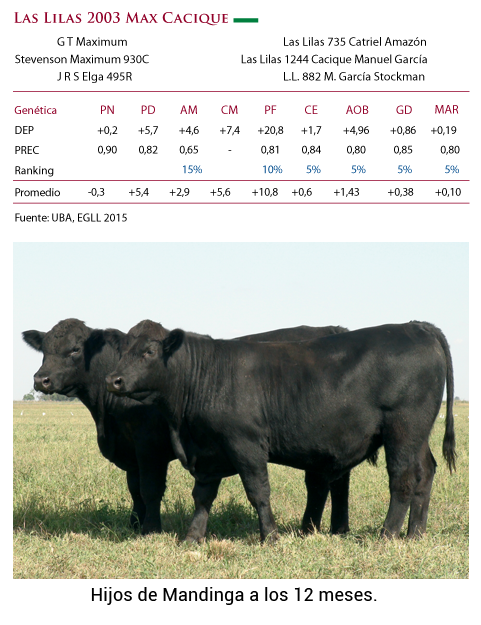 Las Lilas 2003 Max Cacique
G T Maximum Las Lilas 735 Catriel Amazón
Stevenson Maximum 930C Las Lilas 1244 Cacique Manuel García
J R S Elga 495R L.L. 882 M. García Stockman
Genética PN PD AM CM PF CE AOB GD MAR
DEP +0,2 +5,7 +4,6 +7,4 +20,8 +1,7 +4,96 +0,86 +0,19
PREC 0,90 0,82 0,65 - 0,81 0,84 0,80 0,85 0,80
Ranking 15% 10% 5% 5% 5% 5%
Promedio -0,3 +5,4 +2,9 +5,6 +10,8 +0,6 +1,43 +0,38 +0,10
Fuente: UBA, EGLL 2015
Hijos de Mandinga a los 12 meses.